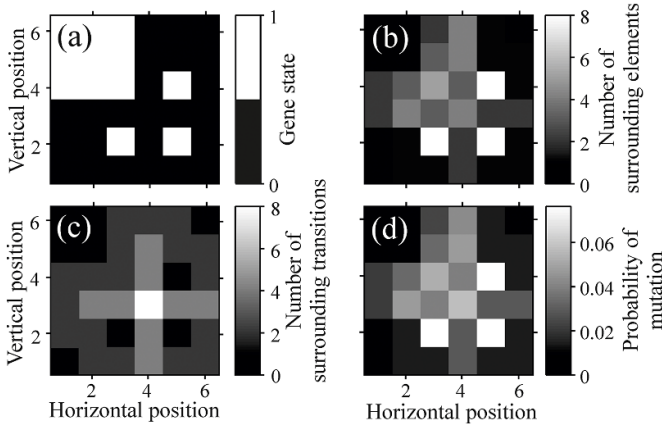 (a)
6
4
2
Vertical position
1
0
Gene state
(b)
8
6
4
2
0
Number of
surrounding elements
(c)
6
4
2
Vertical position
2
4
6
Horizontal position
8
6
4
2
0
Number of
surrounding transitions
(d)
2
4
6
Horizontal position
0.06
0.04
0.02
0
Probability of
mutation